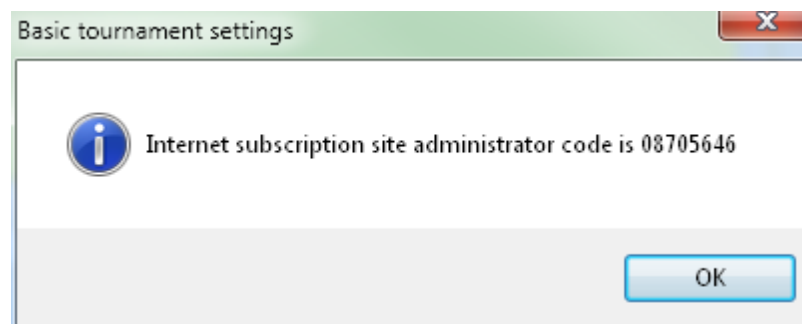 Basic tournament settings
Internet subscription site administrator code is 08705646
OK